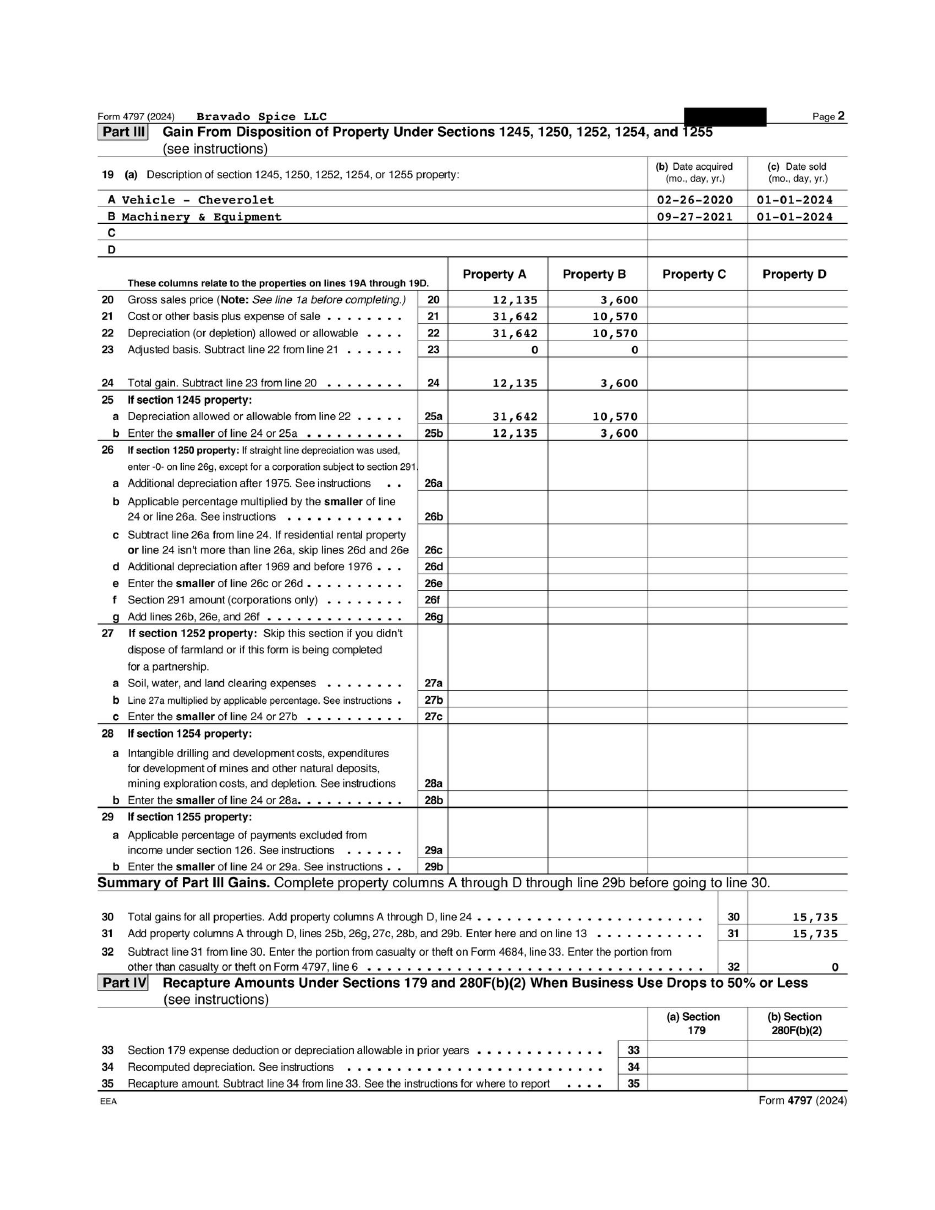 Form 4797 (2024) Bravado Spice LLC Page 2
Part III Gain From Disposition of Property Under Sections 1245, 1250, 1252, 1254, and 1255
(see instructions)
19 (a) Description of section 1245, 1250, 1252, 1254, or 1255 property: (b) Date acquired (mo., day, yr.) (c) Date sold (mo., day, yr.)
A Vehicle - Cheverolet 02-26-2020 01-01-2024
B Machinery & Equipment 09-27-2021 01-01-2024
C
D
These columns relate to the properties on lines 19A through 19D. Property A Property B Property C Property D
20 Gross sales price (Note: See line 1a before completing.) 20 12,135 3,600
21 Cost or other basis plus expense of sale . . . . . . . . 21 31,642 10,570
22 Depreciation (or depletion) allowed or allowable . . . . 22 31,642 10,570
23 Adjusted basis. Subtract line 22 from line 21 . . . . . . 23 0 0
24 Total gain. Subtract line 23 from line 20 . . . . . . . . 24 12,135 3,600
25 If section 1245 property:
a Depreciation allowed or allowable from line 22 . . . . . 25a 31,642 10,570
b Enter the smaller of line 24 or 25a . . . . . . . . . . 25b 12,135 3,600
26 If section 1250 property: If straight line depreciation was used,
enter -0- on line 26g, except for a corporation subject to section 291.
a Additional depreciation after 1975. See instructions . . 26a
b Applicable percentage multiplied by the smaller of line
24 or line 26a. See instructions . . . . . . . . . . . . 26b
c Subtract line 26a from line 24. If residential rental property
or line 24 isn't more than line 26a, skip lines 26d and 26e 26c
d Additional depreciation after 1969 and before 1976 . . . 26d
e Enter the smaller of line 26c or 26d . . . . . . . . . . 26e
f Section 291 amount (corporations only) . . . . . . . . 26f
g Add lines 26b, 26e, and 26f . . . . . . . . . . . . . . 26g
27 If section 1252 property: Skip this section if you didn't
dispose of farmland or if this form is being completed
for a partnership.
a Soil, water, and land clearing expenses . . . . . . . . 27a
b Line 27a multiplied by applicable percentage. See instructions . 27b
c Enter the smaller of line 24 or 27b . . . . . . . . . . 27c
28 If section 1254 property:
a Intangible drilling and development costs, expenditures
for development of mines and other natural deposits,
mining exploration costs, and depletion. See instructions 28a
b Enter the smaller of line 24 or 28a. . . . . . . . . . . 28b
29 If section 1255 property:
a Applicable percentage of payments excluded from
income under section 126. See instructions . . . . . . 29a
b Enter the smaller of line 24 or 29a. See instructions . . 29b
Summary of Part III Gains. Complete property columns A through D through line 29b before going to line 30.
30 Total gains for all properties. Add property columns A through D, line 24 . . . . . . . . . . . . . . . . . . . . . . . 30 15,735
31 Add property columns A through D, lines 25b, 26g, 27c, 28b, and 29b. Enter here and on line 13 . . . . . . . . . . . 31 15,735
32 Subtract line 31 from line 30. Enter the portion from casualty or theft on Form 4684, line 33. Enter the portion from
other than casualty or theft on Form 4797, line 6 . . . . . . . . . . . . . . . . . . . . . . . . . . . . . . . . . . 32 0
Part IV Recapture Amounts Under Sections 179 and 280F(b)(2) When Business Use Drops to 50% or Less
(see instructions)
(a) Section 179 (b) Section 280F(b)(2)
33 Section 179 expense deduction or depreciation allowable in prior years . . . . . . . . . . . . . 33
34 Recomputed depreciation. See instructions . . . . . . . . . . . . . . . . . . . . . . . . . . 34
35 Recapture amount. Subtract line 34 from line 33. See the instructions for where to report . . . . 35
EEA Form 4797 (2024)